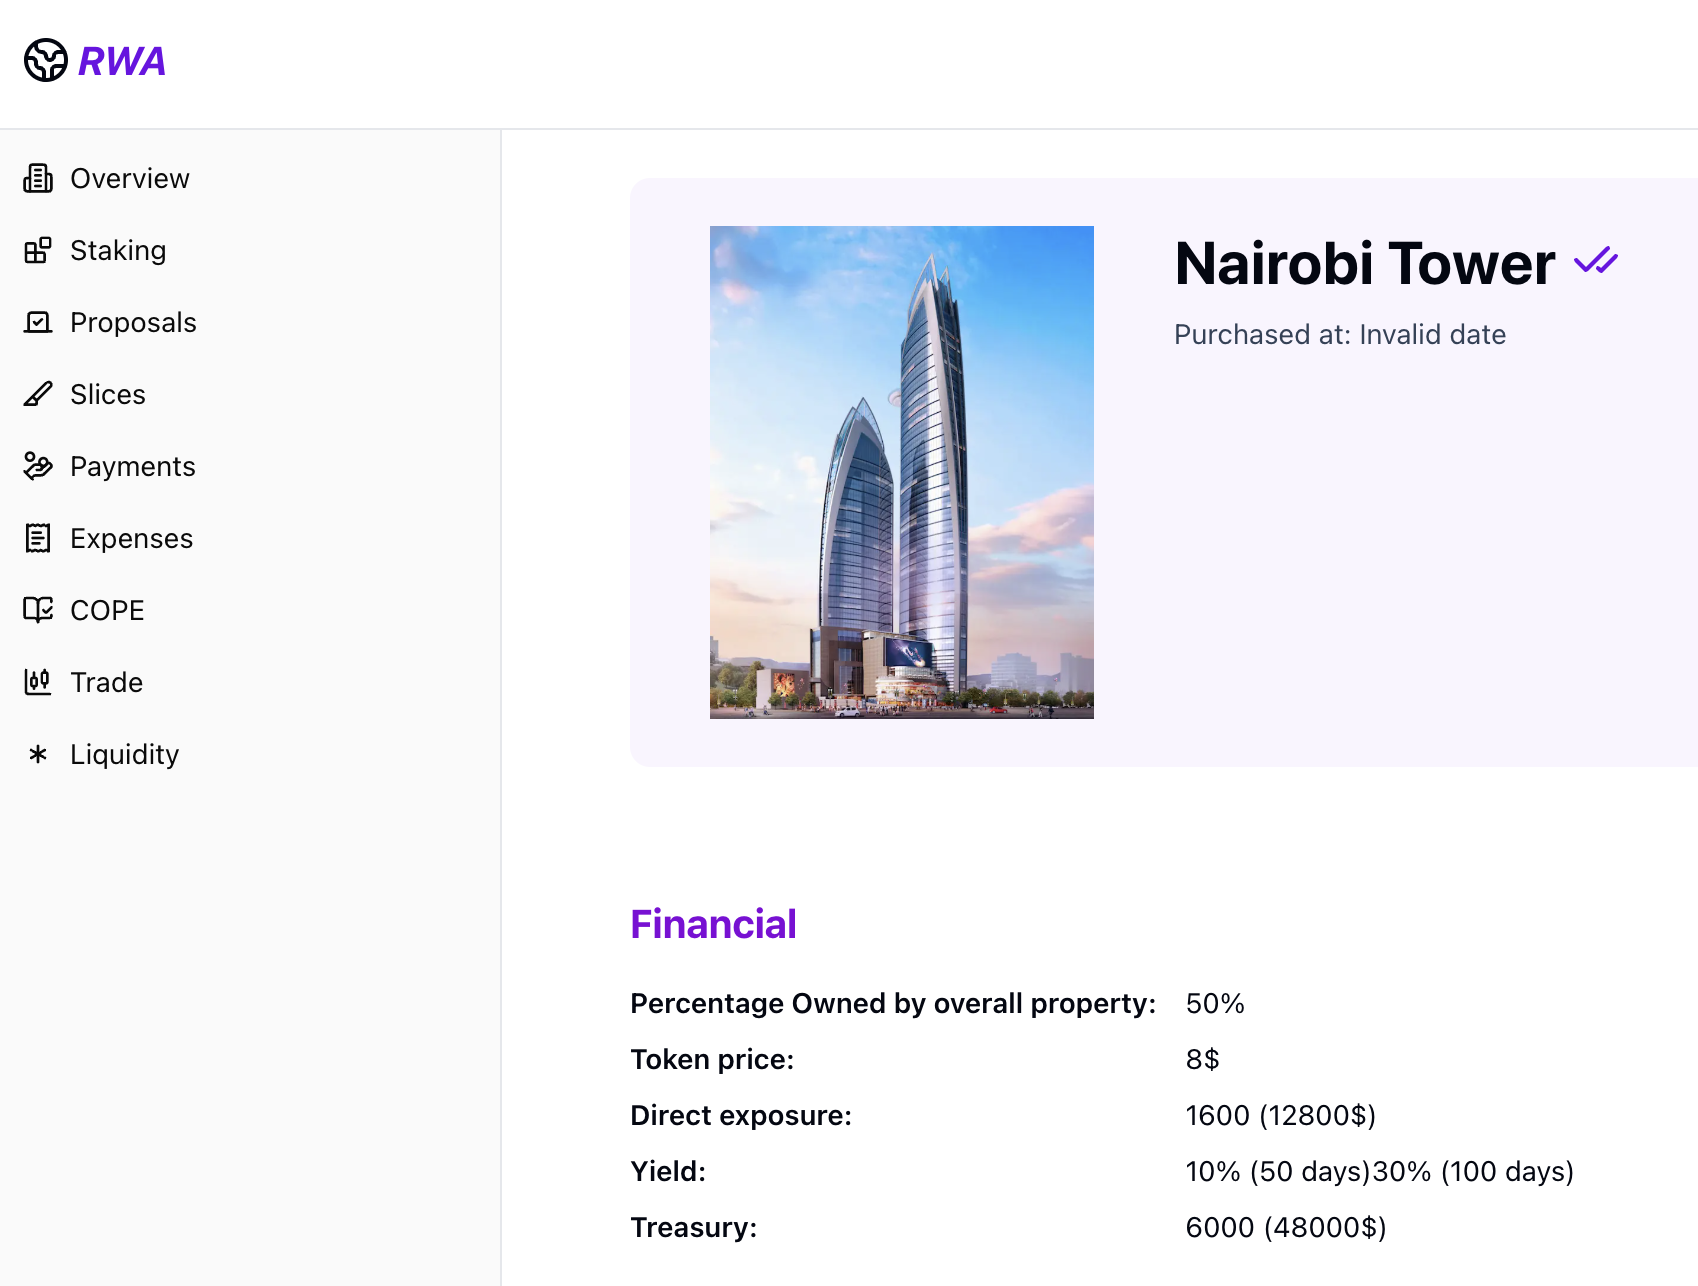 RWA
Overview
Staking
Proposals
Slices
Payments
Expenses
COPE
Trade
Liquidity
Nairobi Tower
Purchased at: Invalid date
Financial
Percentage Owned by overall property: 50%
Token price: 8$
Direct exposure: 1600 (12800$)
Yield: 10% (50 days)30% (100 days)
Treasury: 6000 (48000$)